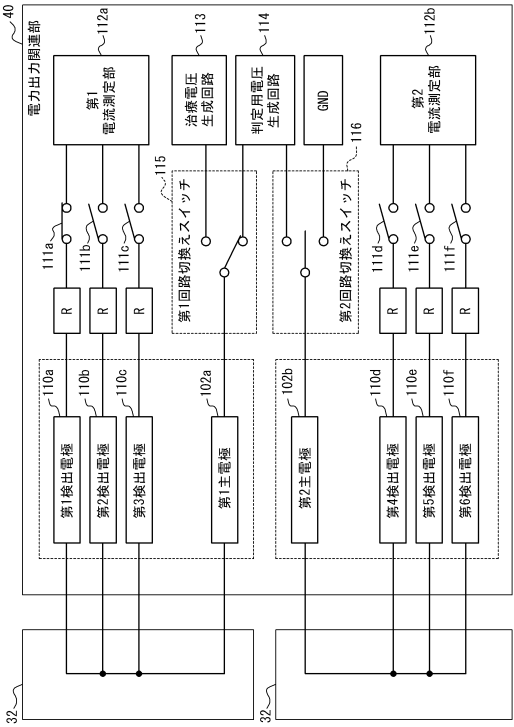 40
電力出力関連部
112a
第1
電流測定部
113
治療電圧
生成回路
114
判定用電圧
生成回路
GND
112b
第2
電流測定部
115
第1回路切換えスイッチ
116
第2回路切換えスイッチ
111a
111b
111c
111d
111e
111f
R
R
R
R
R
R
110a
第1検出電極
110b
第2検出電極
110c
第3検出電極
102a
第1主電極
102b
第2主電極
110d
第4検出電極
110e
第5検出電極
110f
第6検出電極
32
32